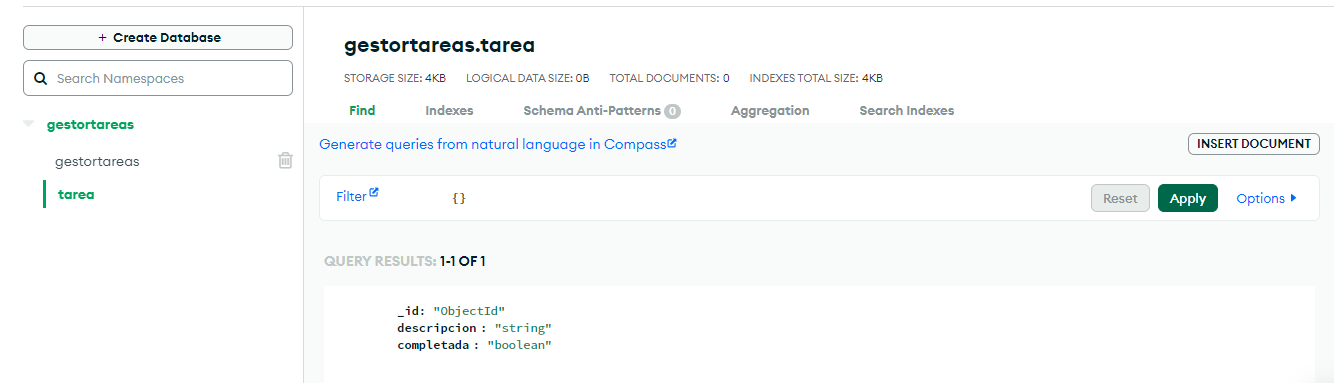 + Create Database
Search Namespaces
gestortareas
gestortareas
tarea
gestortareas.tarea
STORAGE SIZE: 4KB LOGICAL DATA SIZE: 0B TOTAL DOCUMENTS: 0 INDEXES TOTAL SIZE: 4KB
Find Indexes Schema Anti-Patterns 0 Aggregation Search Indexes
Generate queries from natural language in Compass
INSERT DOCUMENT
Filter {} Reset Apply Options
QUERY RESULTS: 1-1 OF 1
_id: "ObjectId"
descripcion : "string"
completada : "boolean"